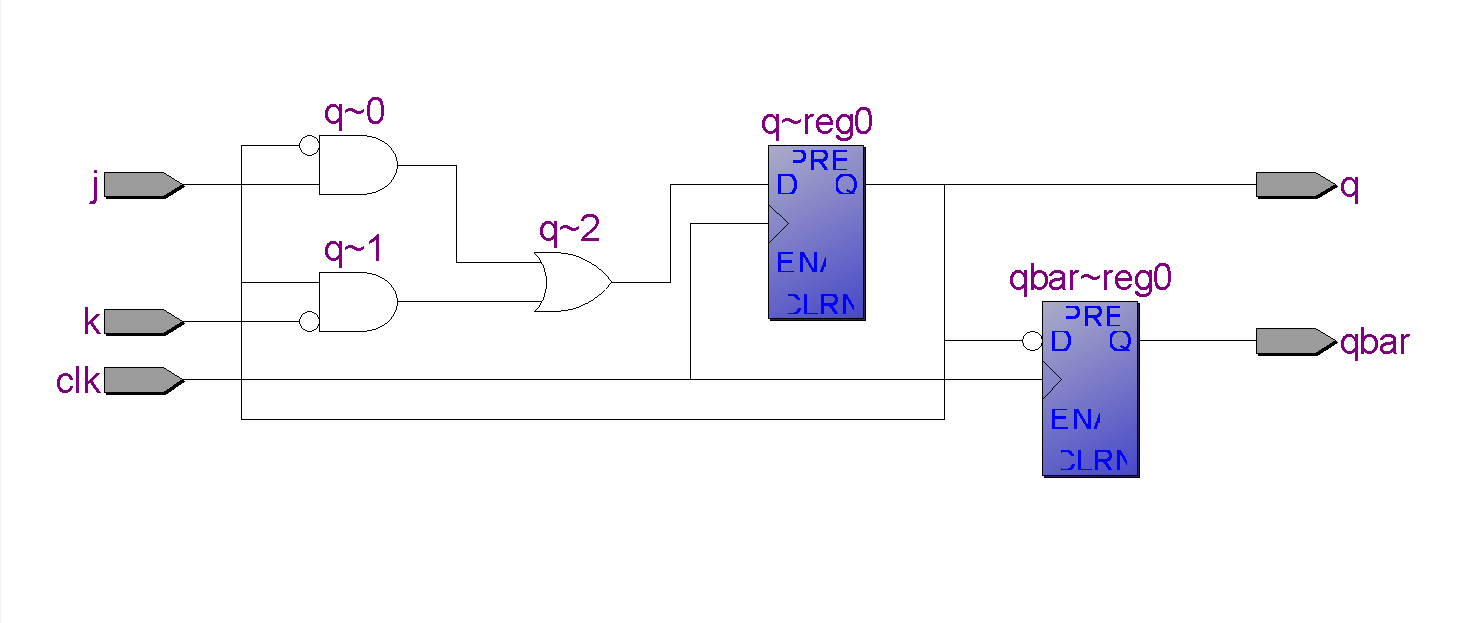 q~0
j
q~1
k
clk
q~2
q~reg0
PRE
D Q
ENA
CLRN
q
qbar~reg0
PRE
D Q
ENA
CLRN
qbar